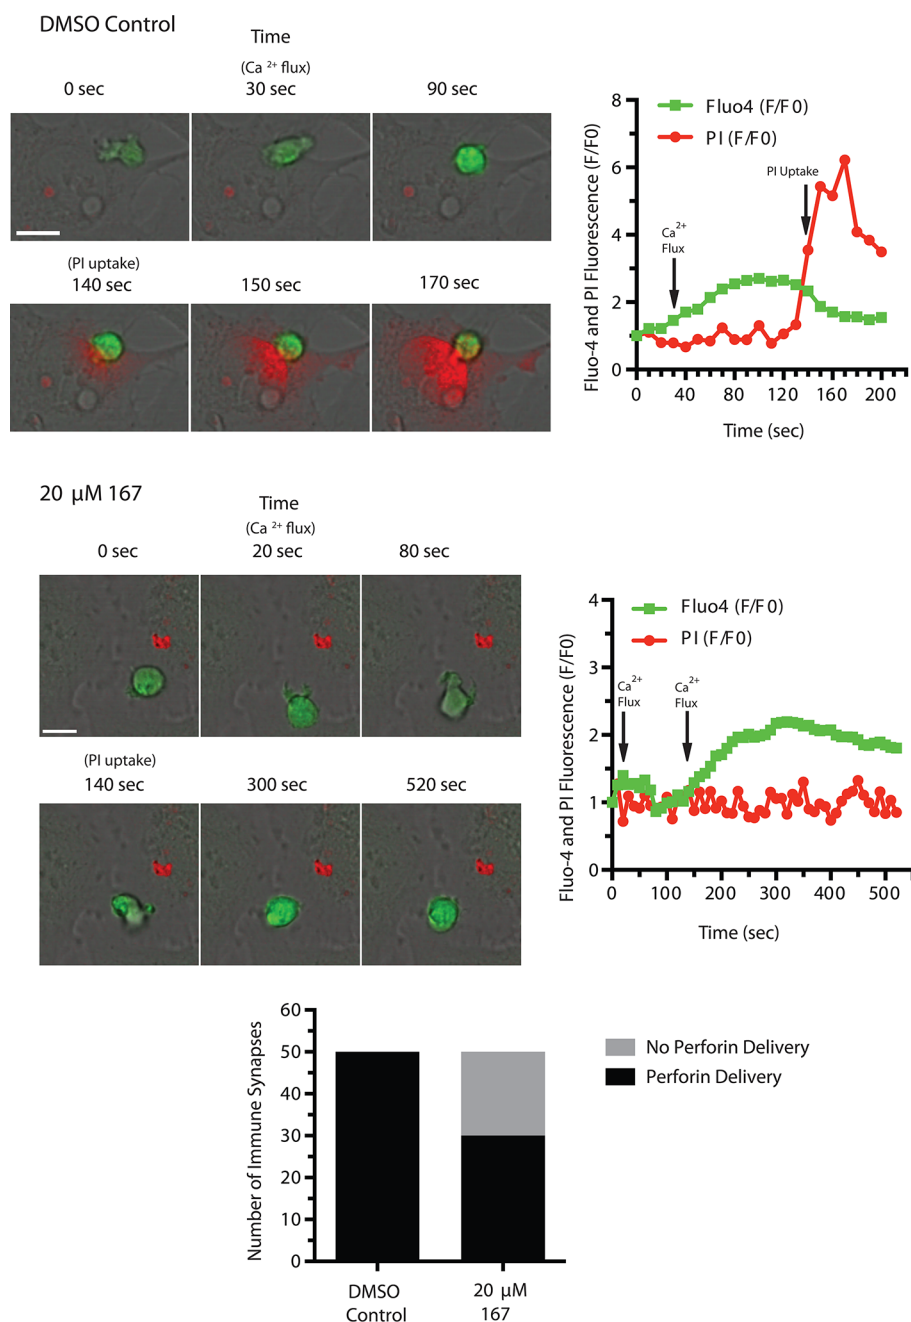 DMSO Control
Time
(Ca 2+ flux)
0 sec
30 sec
90 sec
(PI uptake)
140 sec
150 sec
170 sec
Fluo-4 and PI Fluorescence (F/F0)
8
6
4
2
0
Fluo4 (F/F0)
PI (F/F0)
PI Uptake
Ca2+
Flux
0
40
80
120
160
200
Time (sec)
20 µM 167
Time
(Ca 2+ flux)
0 sec
20 sec
80 sec
(PI uptake)
140 sec
300 sec
520 sec
Fluo-4 and PI Fluorescence (F/F0)
4
3
2
1
0
Fluo4 (F/F0)
PI (F/F0)
Ca2+
Flux
Ca2+
Flux
0
100
200
300
400
500
Time (sec)
Number of Immune Synapses
60
50
40
30
20
10
0
No Perforin Delivery
Perforin Delivery
DMSO
Control
20 µM
167